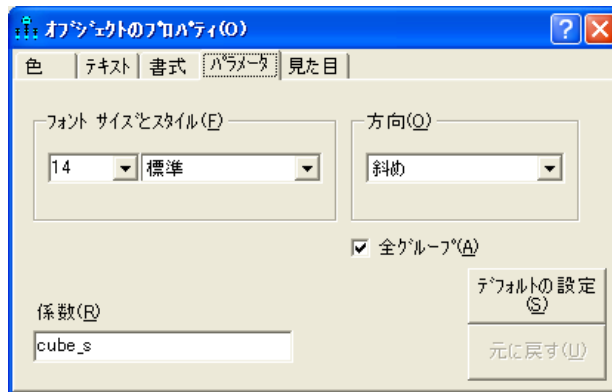 ｵﾌﾞｼﾞｪｸﾄのﾌﾟﾛﾊﾟﾃｨ(O)
色 ﾃｷｽﾄ 書式 ﾊﾟﾗﾒｰﾀ 見た目
ﾌｫﾝﾄ ｻｲｽﾞとｽﾀｲﾙ(F) 方向(O)
14 標準 斜め
全ｸﾞﾙｰﾌﾟ(A)
ﾃﾞﾌｫﾙﾄの設定
(S)
係数(R)
cube_s
元に戻す(U)